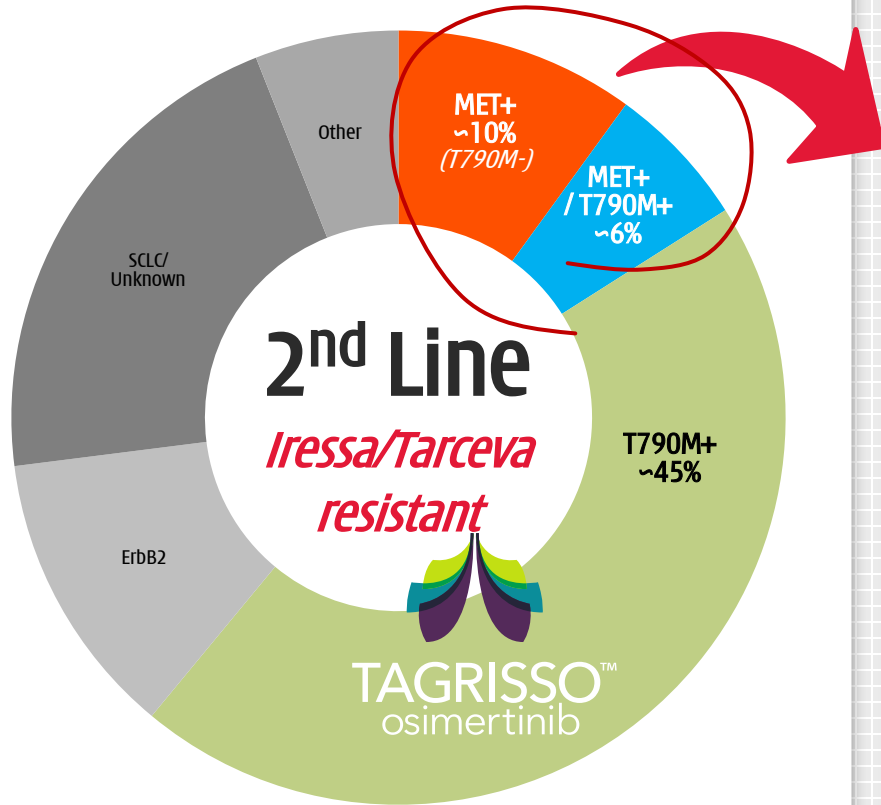 MET+
~10%
(T790M-)
MET+
/ T790M+
~6%
Other
SCLC/
Unknown
ErbB2
T790M+
~45%
2nd Line
Iressa/Tarceva
resistant
TAGRISSO™
osimertinib